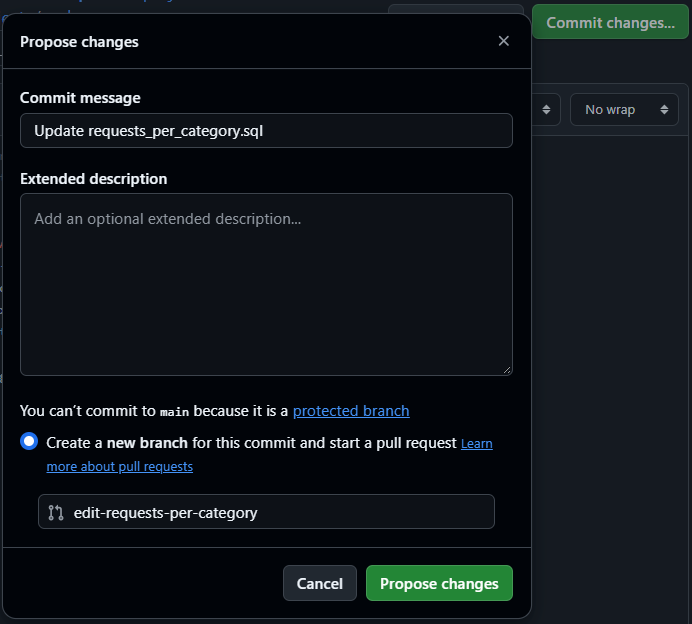 Commit changes...
Propose changes
Commit message
No wrap
Update requests_per_category.sql
Extended description
Add an optional extended description...
You can’t commit to main because it is a protected branch
Create a new branch for this commit and start a pull request Learn
more about pull requests
edit-requests-per-category
Cancel
Propose changes